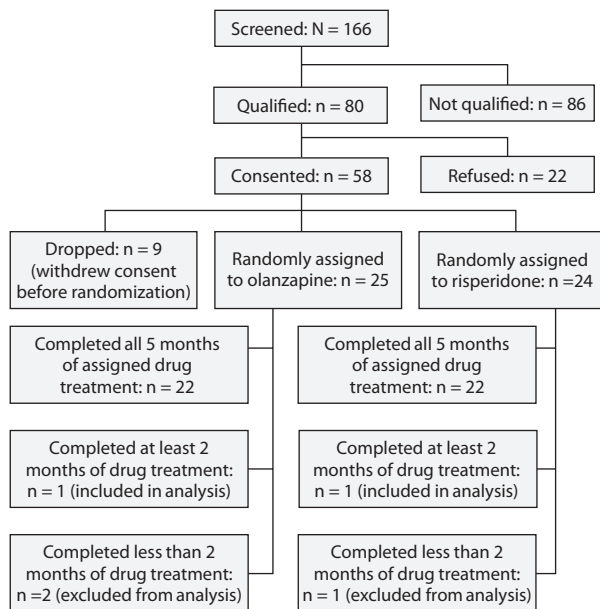 Screened: N = 166
Qualified: n = 80
Not qualified: n = 86
Consented: n = 58
Refused: n = 22
Dropped: n = 9
(withdrew consent
before randomization)
Randomly assigned
to olanzapine: n = 25
Randomly assigned
to risperidone: n =24
Completed all 5 months
of assigned drug
treatment: n = 22
Completed all 5 months
of assigned drug
treatment: n = 22
Completed at least 2
months of drug treatment:
n = 1 (included in analysis)
Completed at least 2
months of drug treatment:
n = 1 (included in analysis)
Completed less than 2
months of drug treatment:
n =2 (excluded from analysis)
Completed less than 2
months of drug treatment:
n = 1 (excluded from analysis)